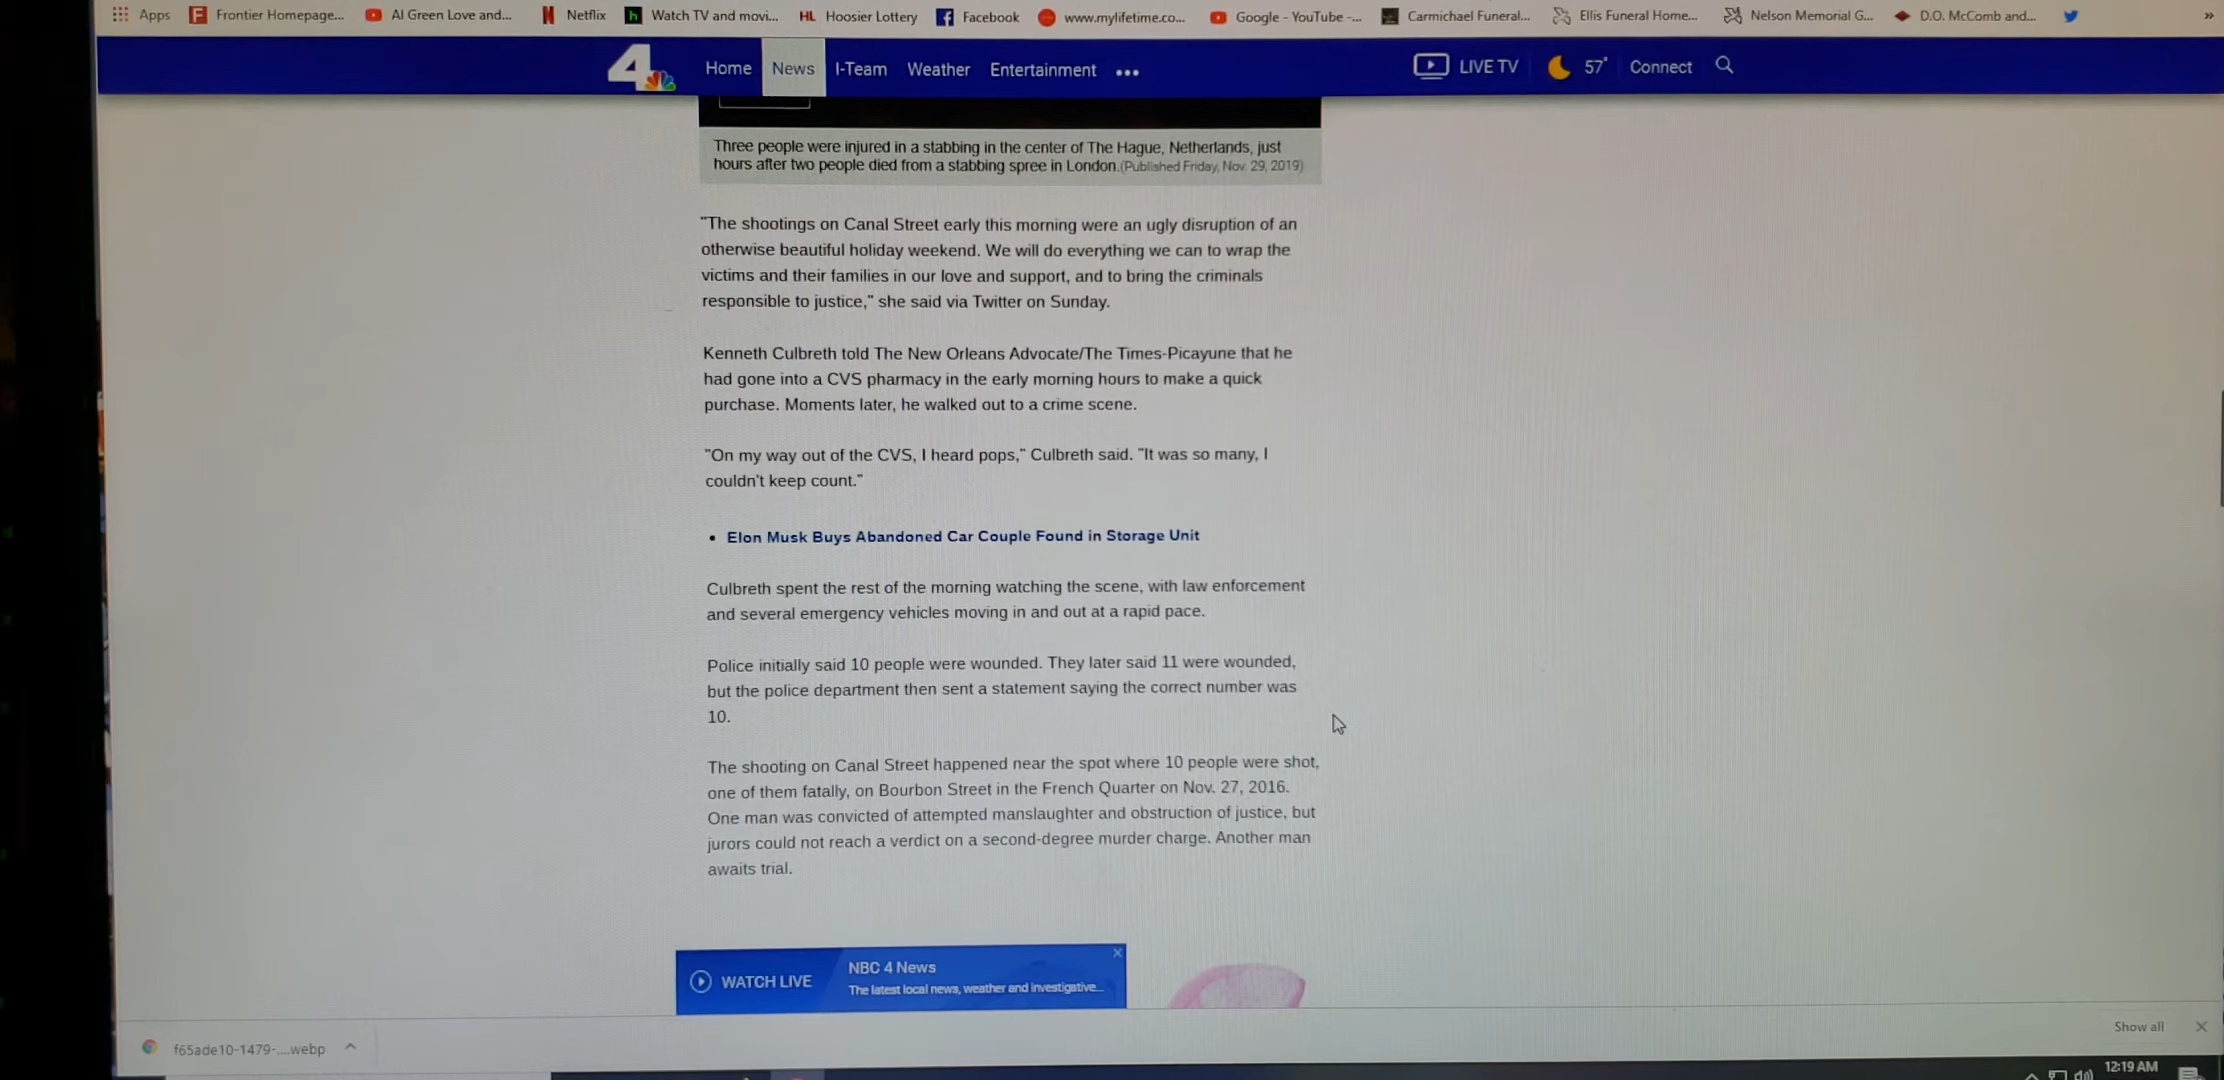 Apps Frontier Homepage... Al Green Love and... Netflix Watch TV and movi... HL Hoosier Lottery Facebook www.mylifetime.co... Google - YouTube -... Carmichael Funeral... Ellis Funeral Home... Nelson Memorial G... D.O. McComb and... »
4 Home News I-Team Weather Entertainment ••• LIVE TV 57° Connect
Three people were injured in a stabbing in the center of The Hague, Netherlands, just
hours after two people died from a stabbing spree in London.(Published Friday, Nov. 29, 2019)
"The shootings on Canal Street early this morning were an ugly disruption of an
otherwise beautiful holiday weekend. We will do everything we can to wrap the
victims and their families in our love and support, and to bring the criminals
responsible to justice," she said via Twitter on Sunday.
Kenneth Culbreth told The New Orleans Advocate/The Times-Picayune that he
had gone into a CVS pharmacy in the early morning hours to make a quick
purchase. Moments later, he walked out to a crime scene.
"On my way out of the CVS, I heard pops," Culbreth said. "It was so many, I
couldn't keep count."
• Elon Musk Buys Abandoned Car Couple Found in Storage Unit
Culbreth spent the rest of the morning watching the scene, with law enforcement
and several emergency vehicles moving in and out at a rapid pace.
Police initially said 10 people were wounded. They later said 11 were wounded,
but the police department then sent a statement saying the correct number was
10.
The shooting on Canal Street happened near the spot where 10 people were shot,
one of them fatally, on Bourbon Street in the French Quarter on Nov. 27, 2016.
One man was convicted of attempted manslaughter and obstruction of justice, but
jurors could not reach a verdict on a second-degree murder charge. Another man
awaits trial.
WATCH LIVE
NBC 4 News
The latest local news, weather and investigative...
f65ade10-1479-....webp
Show all
12:19 AM